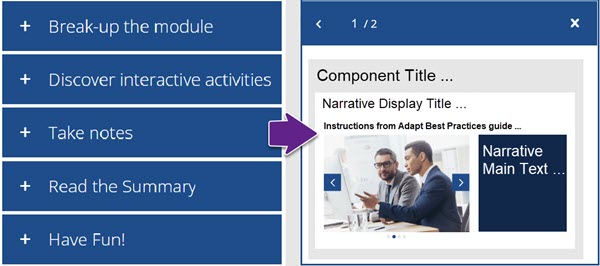 + Break-up the module
+ Discover interactive activities
+ Take notes
+ Read the Summary
+ Have Fun!
1 / 2
Component Title ...
Narrative Display Title ...
Instructions from Adapt Best Practices guide ...
Narrative
Main Text ...